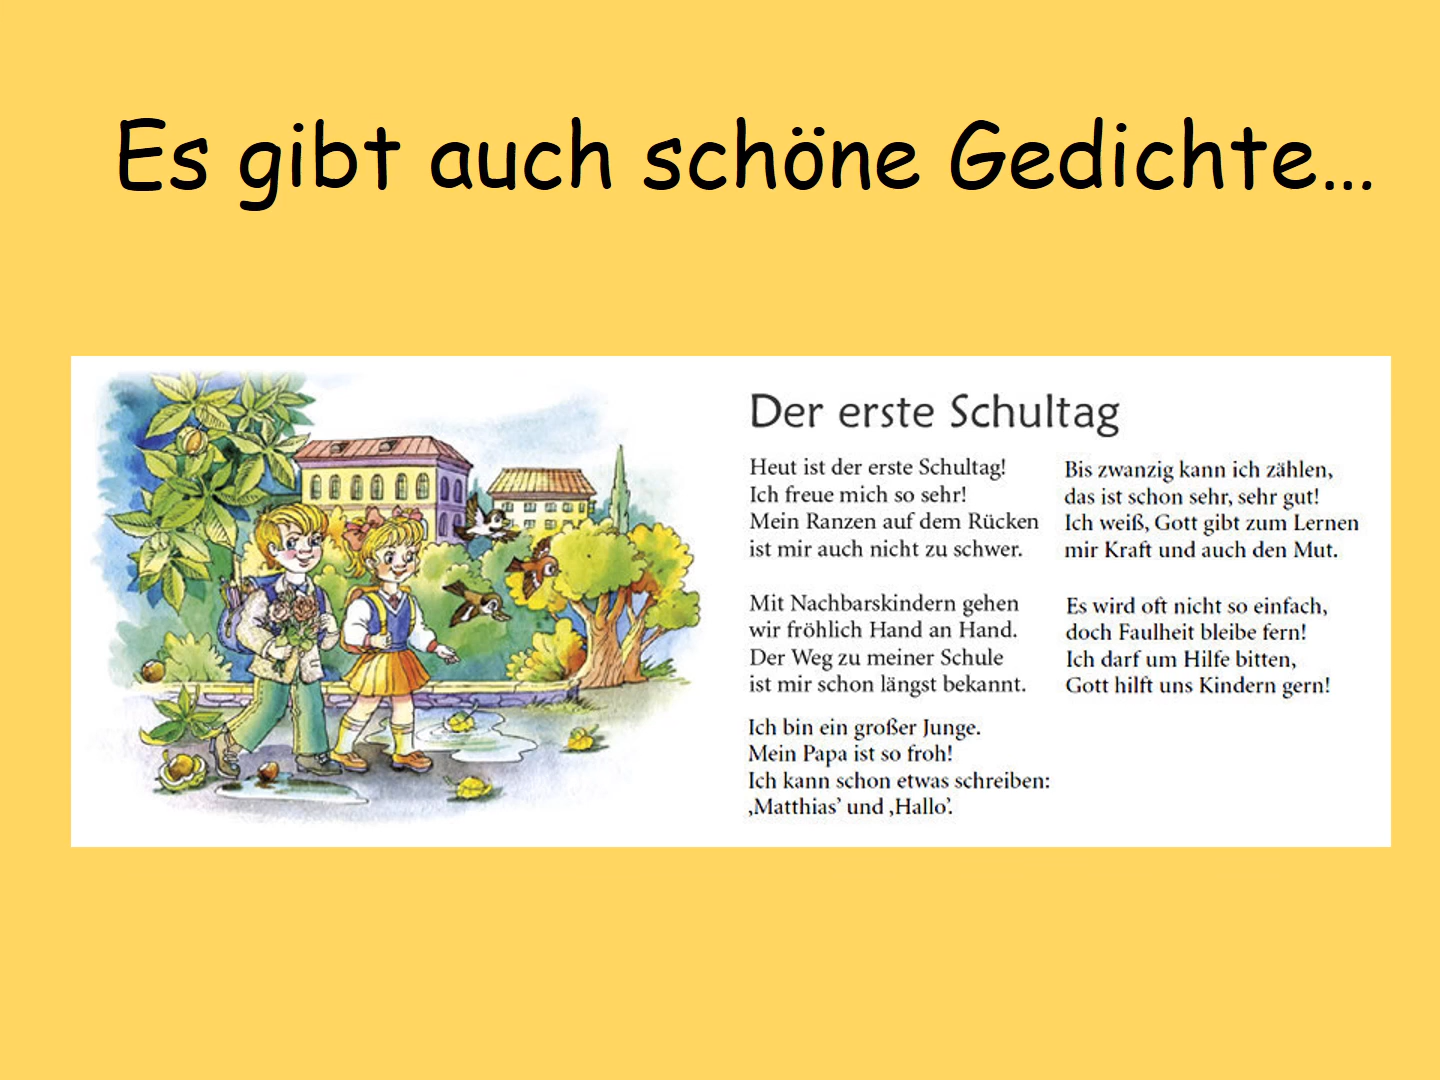 Es gibt auch schöne Gedichte...
Der erste Schultag
Heut ist der erste Schultag!
Ich freue mich so sehr!
Mein Ranzen auf dem Rücken
ist mir auch nicht zu schwer.
Mit Nachbarskindern gehen
wir fröhlich Hand an Hand.
Der Weg zu meiner Schule
ist mir schon längst bekannt.
Ich bin ein großer Junge.
Mein Papa ist so froh!
Ich kann schon etwas schreiben:
‚Matthias’ und ‚Hallo’.
Bis zwanzig kann ich zählen,
das ist schon sehr, sehr gut!
Ich weiß, Gott gibt zum Lernen
mir Kraft und auch den Mut.
Es wird oft nicht so einfach,
doch Faulheit bleibe fern!
Ich darf um Hilfe bitten,
Gott hilft uns Kindern gern!